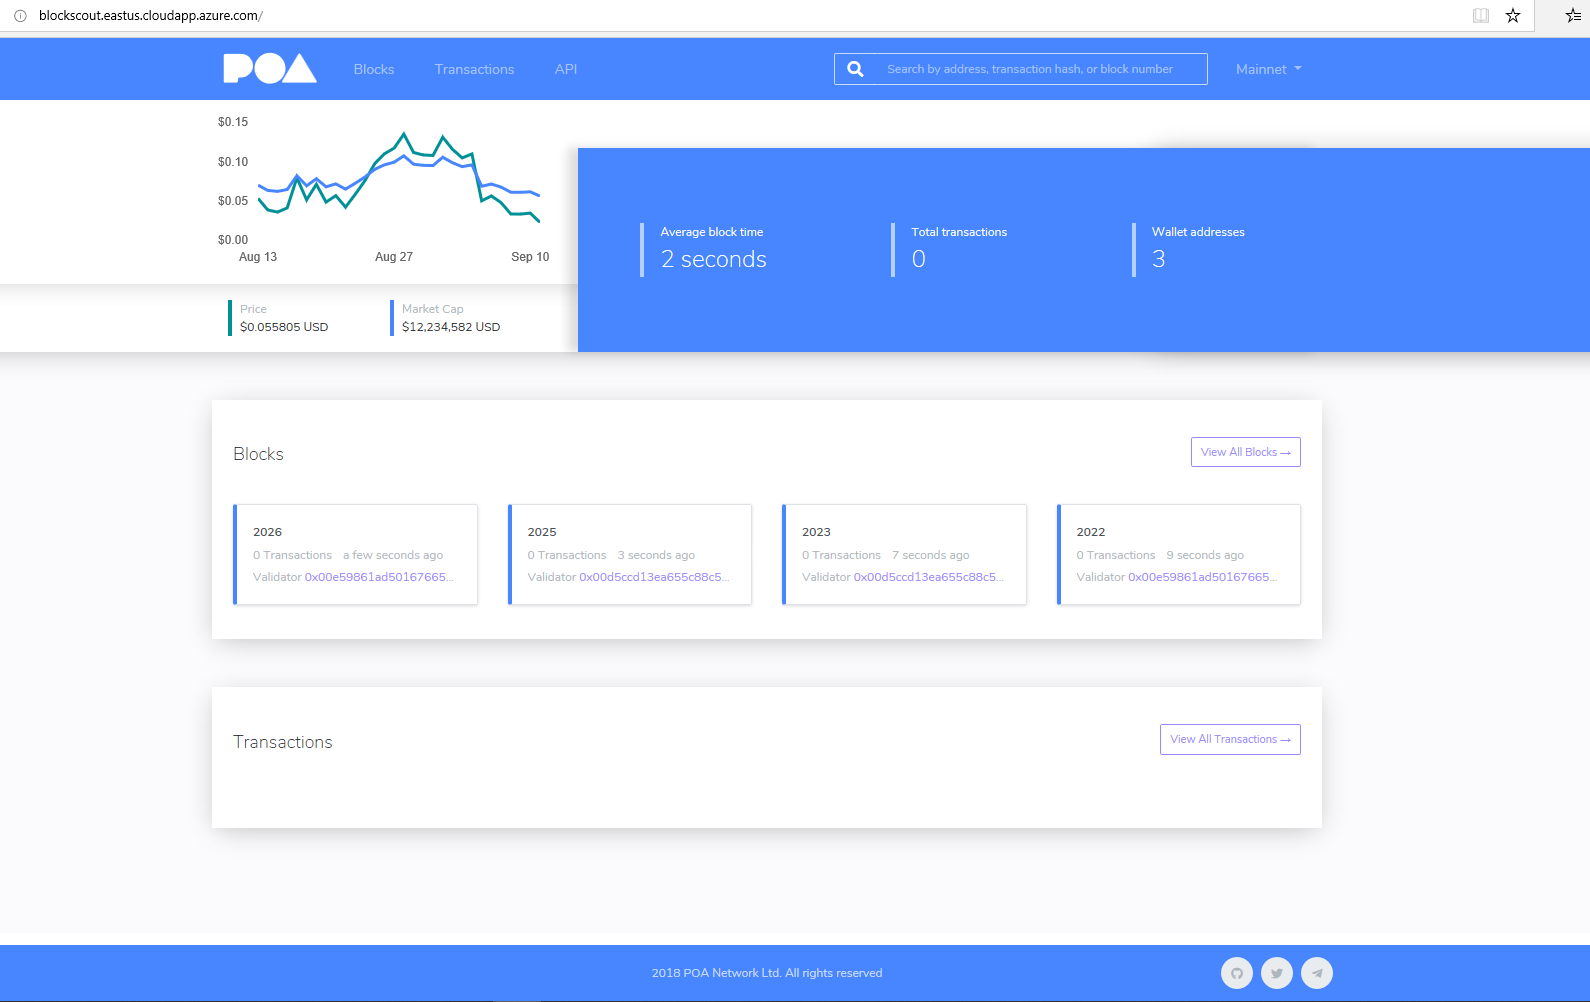 blockscout.eastus.cloudapp.azure.com/
POA
Blocks
Transactions
API
Search by address, transaction hash, or block number
Mainnet
$0.15
$0.10
$0.05
$0.00
Aug 13
Aug 27
Sep 10
Price
$0.055805 USD
Market Cap
$12,234,582 USD
Average block time
2 seconds
Total transactions
0
Wallet addresses
3
Blocks
View All Blocks →
2026
0 Transactions a few seconds ago
Validator 0x00e59861ad50167665...
2025
0 Transactions 3 seconds ago
Validator 0x00d5ccd13ea655c88c5...
2023
0 Transactions 7 seconds ago
Validator 0x00d5ccd13ea655c88c5...
2022
0 Transactions 9 seconds ago
Validator 0x00e59861ad50167665...
Transactions
View All Transactions →
2018 POA Network Ltd. All rights reserved